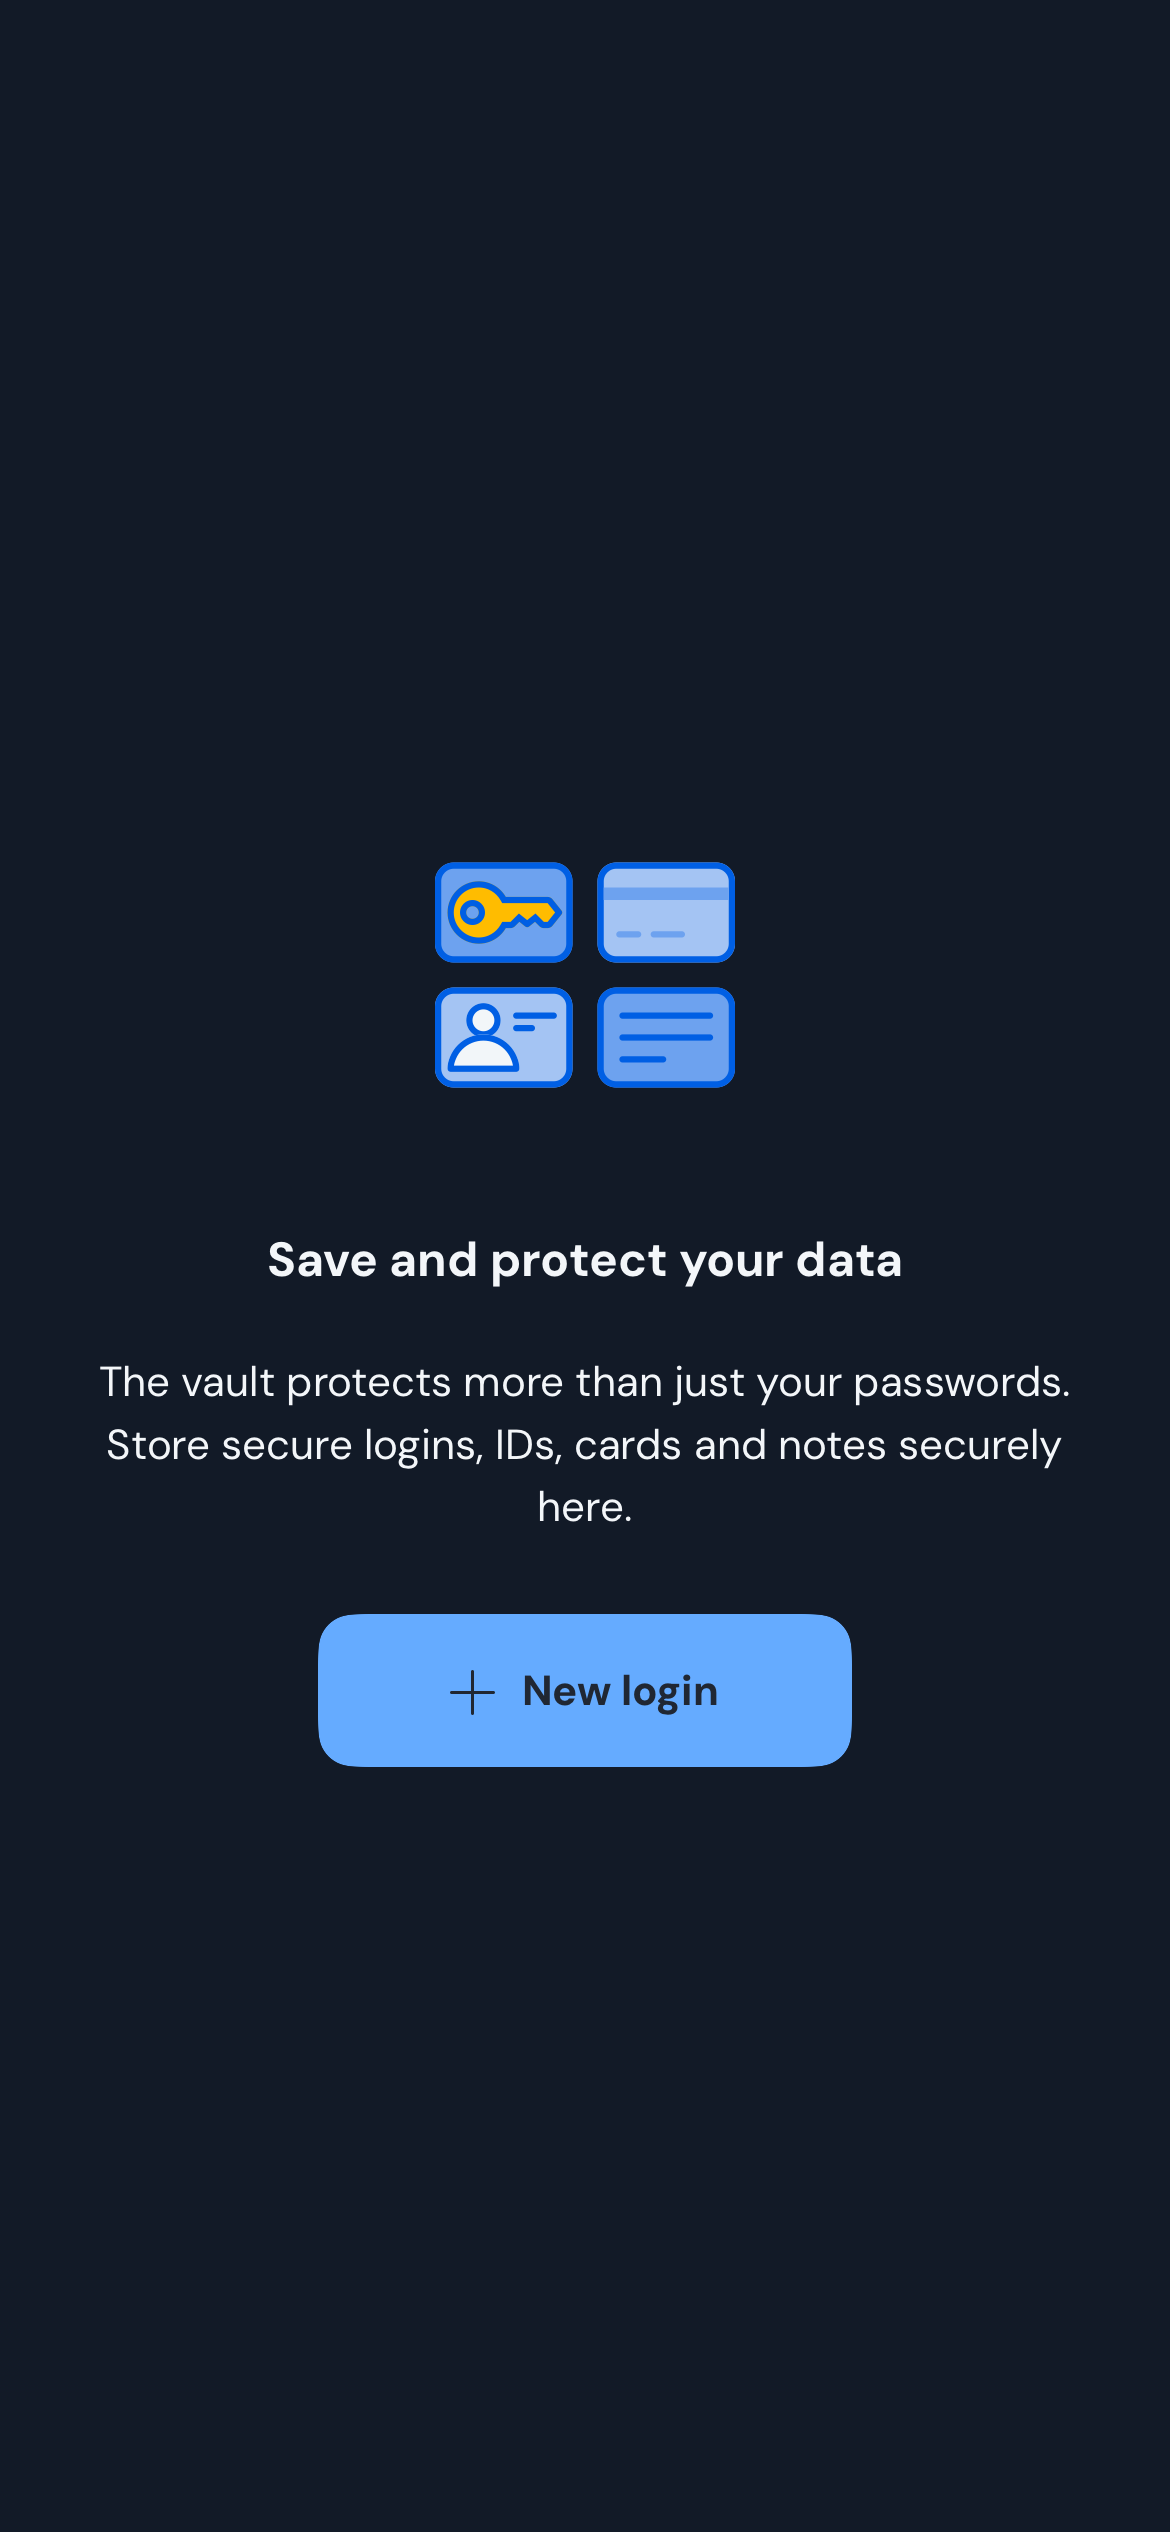 Save and protect your data
The vault protects more than just your passwords.
Store secure logins, IDs, cards and notes securely
here.
New login